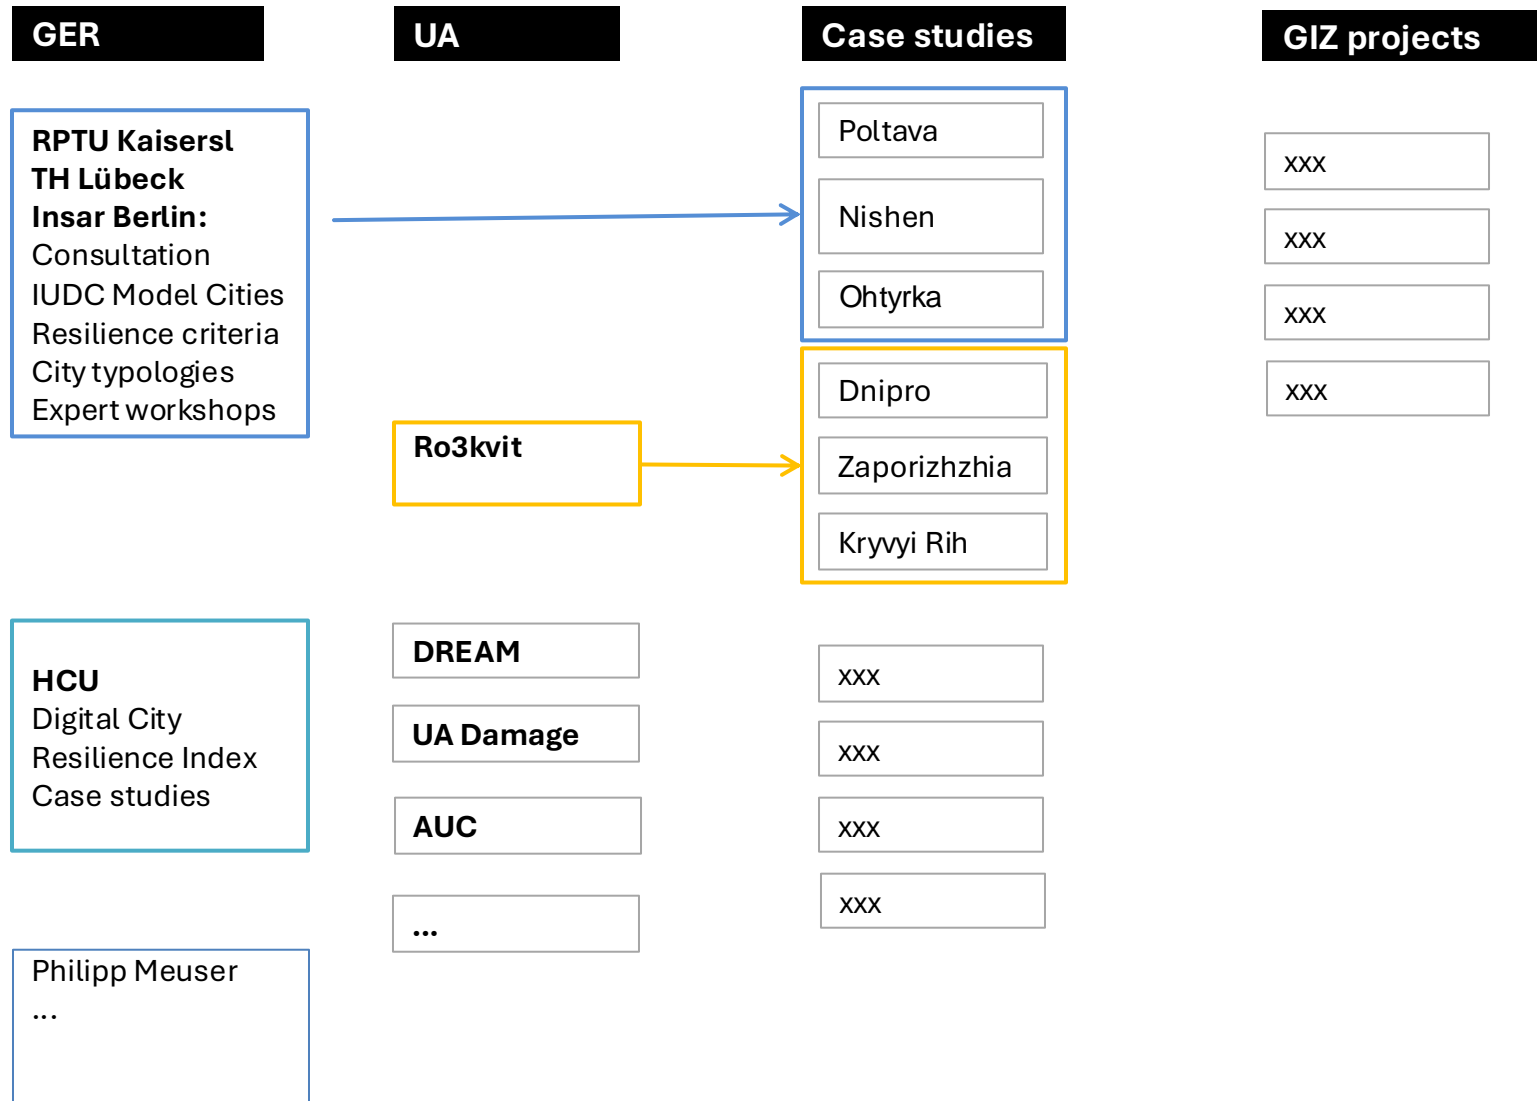 GER
UA
Case studies
GIZ projects
RPTU Kaisersl
TH Lübeck
Insar Berlin:
Consultation
IUDC Model Cities
Resilience criteria
City typologies
Expert workshops
Ro3kvit
Poltava
Nishen
Ohtyrka
Dnipro
Zaporizhzhia
Kryvyi Rih
xxx
xxx
xxx
xxx
HCU
Digital City
Resilience Index
Case studies
DREAM
UA Damage
AUC
...
xxx
xxx
xxx
xxx
Philipp Meuser
...